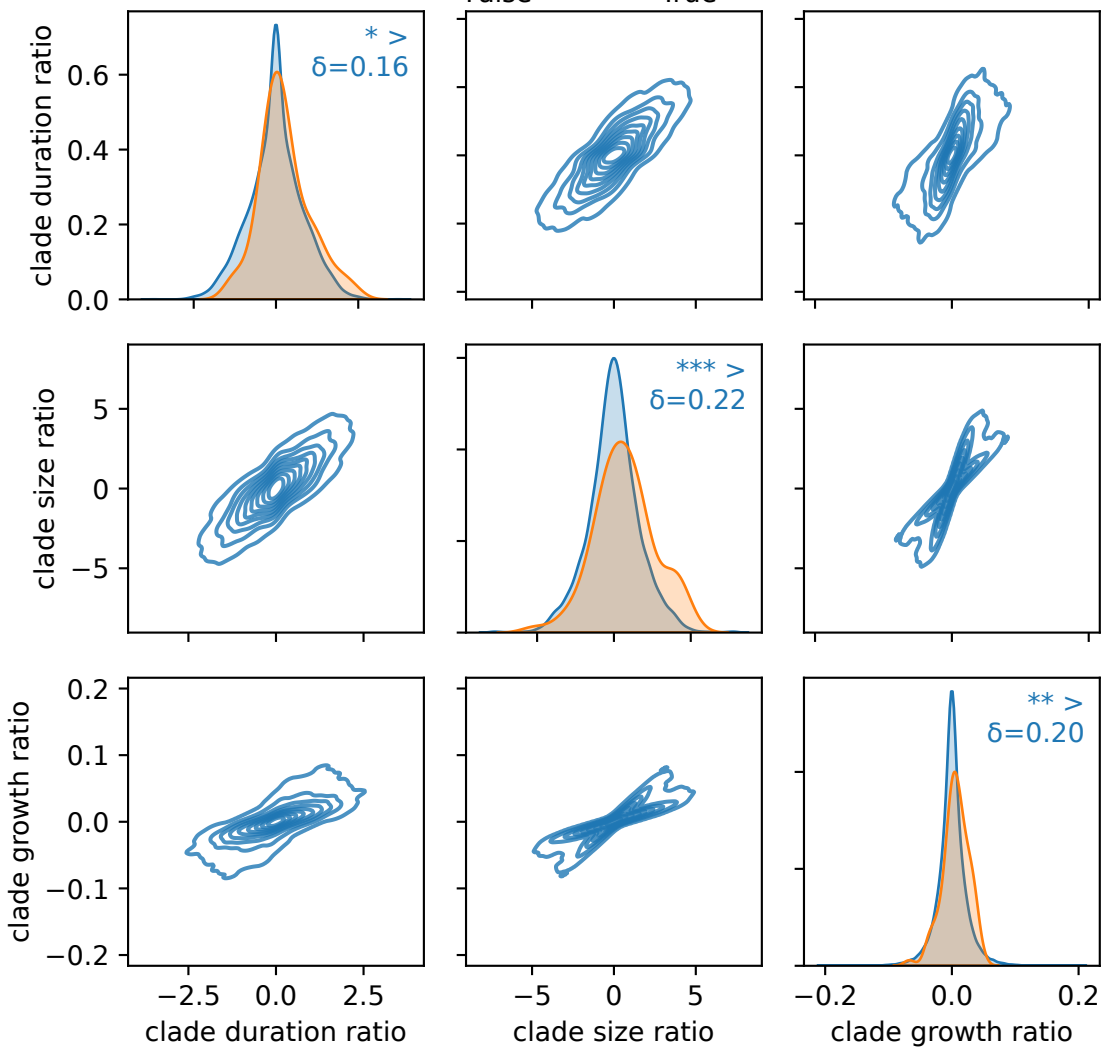 True
* >
δ=0.16
clade duration ratio
0.6
0.4
0.2
0.0
*** >
δ=0.22
clade size ratio
5
0
−5
** >
δ=0.20
clade growth ratio
0.2
0.1
0.0
−0.1
−0.2
−2.5 0.0 2.5
−5 0 5
−0.2 0.0 0.2
clade duration ratio
clade size ratio
clade growth ratio